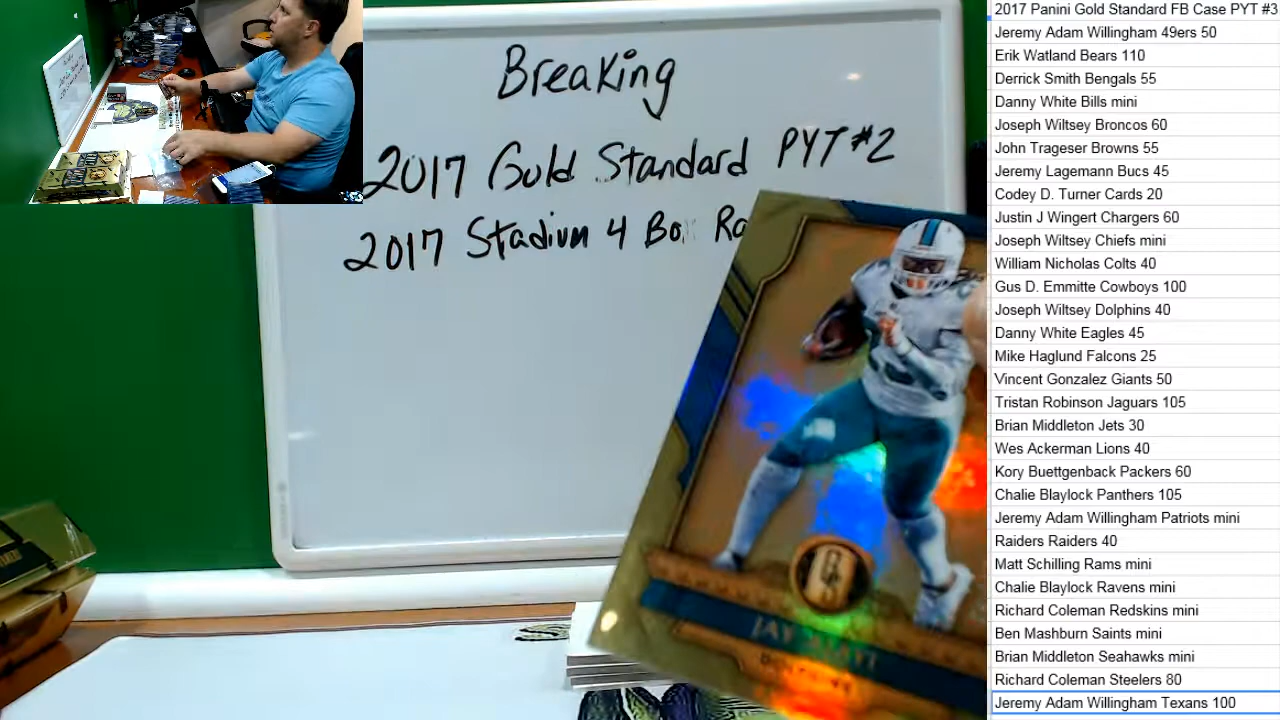 Breaking
2017 Gold Standard PYT #2
2017 Stadium 4 Box Ra
JAY AJAYI
2017 Panini Gold Standard FB Case PYT #3
Jeremy Adam Willingham 49ers 50
Erik Watland Bears 110
Derrick Smith Bengals 55
Danny White Bills mini
Joseph Wiltsey Broncos 60
John Trageser Browns 55
Jeremy Lagemann Bucs 45
Codey D. Turner Cards 20
Justin J Wingert Chargers 60
Joseph Wiltsey Chiefs mini
William Nicholas Colts 40
Gus D. Emmitte Cowboys 100
Joseph Wiltsey Dolphins 40
Danny White Eagles 45
Mike Haglund Falcons 25
Vincent Gonzalez Giants 50
Tristan Robinson Jaguars 105
Brian Middleton Jets 30
Wes Ackerman Lions 40
Kory Buettgenback Packers 60
Chalie Blaylock Panthers 105
Jeremy Adam Willingham Patriots mini
Raiders Raiders 40
Matt Schilling Rams mini
Chalie Blaylock Ravens mini
Richard Coleman Redskins mini
Ben Mashburn Saints mini
Brian Middleton Seahawks mini
Richard Coleman Steelers 80
Jeremy Adam Willingham Texans 100